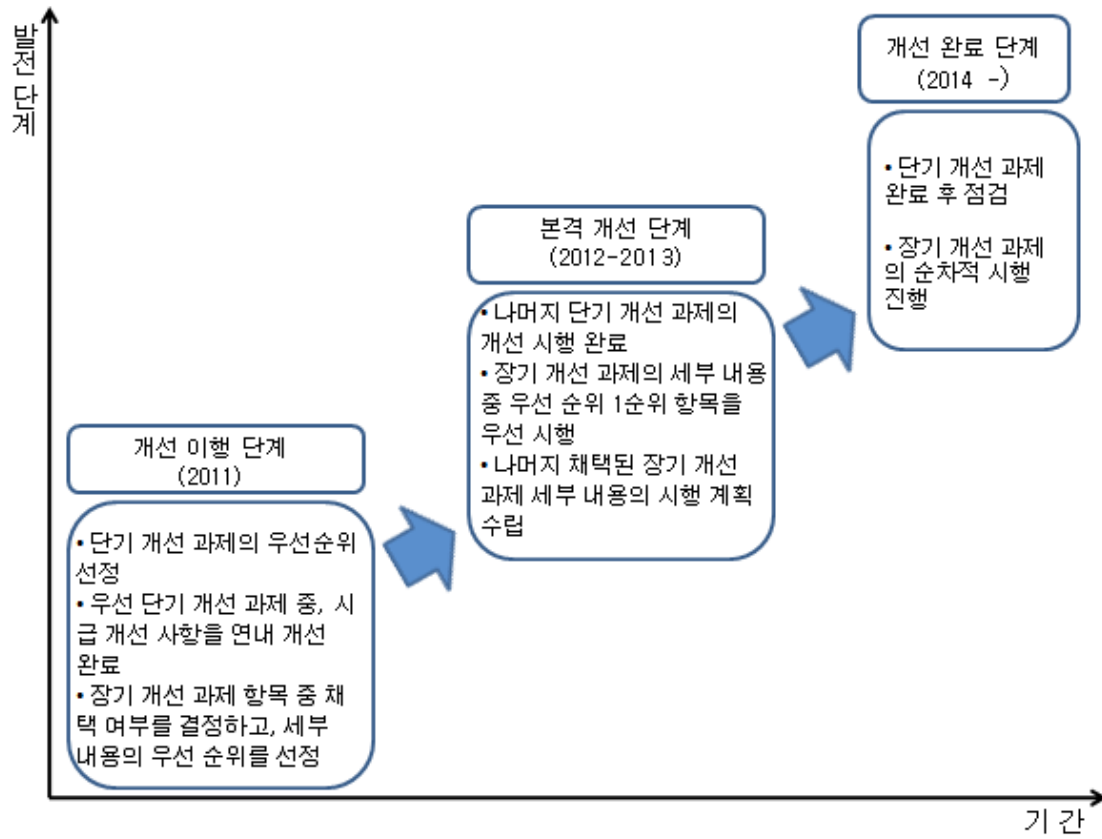 발전 단계
개선 완료 단계
(2014 -)
• 단기 개선 과제
완료 후 점검
• 장기 개선 과제
의 순차적 시행
진행
본격 개선 단계
(2012-2013)
• 나머지 단기 개선 과제의
개선 시행 완료
• 장기 개선 과제의 세부 내용
중 우선 순위 1순위 항목을
우선 시행
• 나머지 채택된 장기 개선
과제 세부 내용의 시행 계획
수립
개선 이행 단계
(2011)
• 단기 개선 과제의 우선순위
선정
• 우선 단기 개선 과제 중, 시
급 개선 사항을 연내 개선
완료
• 장기 개선 과제 항목 중 채
택 여부를 결정하고, 세부
내용의 우선 순위를 선정
기 간